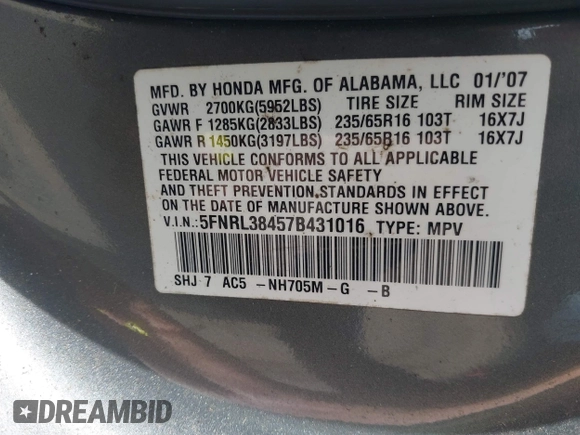 MFD. BY HONDA MFG. OF ALABAMA, LLC 01/'07
GVWR 2700KG(5952LBS) TIRE SIZE RIM SIZE
GAWR F 1285KG(2833LBS) 235/65R16 103T 16X7J
GAWR R 1450KG(3197LBS) 235/65R16 103T 16X7J
THIS VEHICLE CONFORMS TO ALL APPLICABLE
FEDERAL MOTOR VEHICLE SAFETY
AND THEFT PREVENTION STANDARDS IN EFFECT
ON THE DATE OF MANUFACTURE SHOWN ABOVE.
V.I.N.: 5FNRL38457B431016 TYPE: MPV
SHJ 7 AC5 -NH705M-G -B
DREAMBID